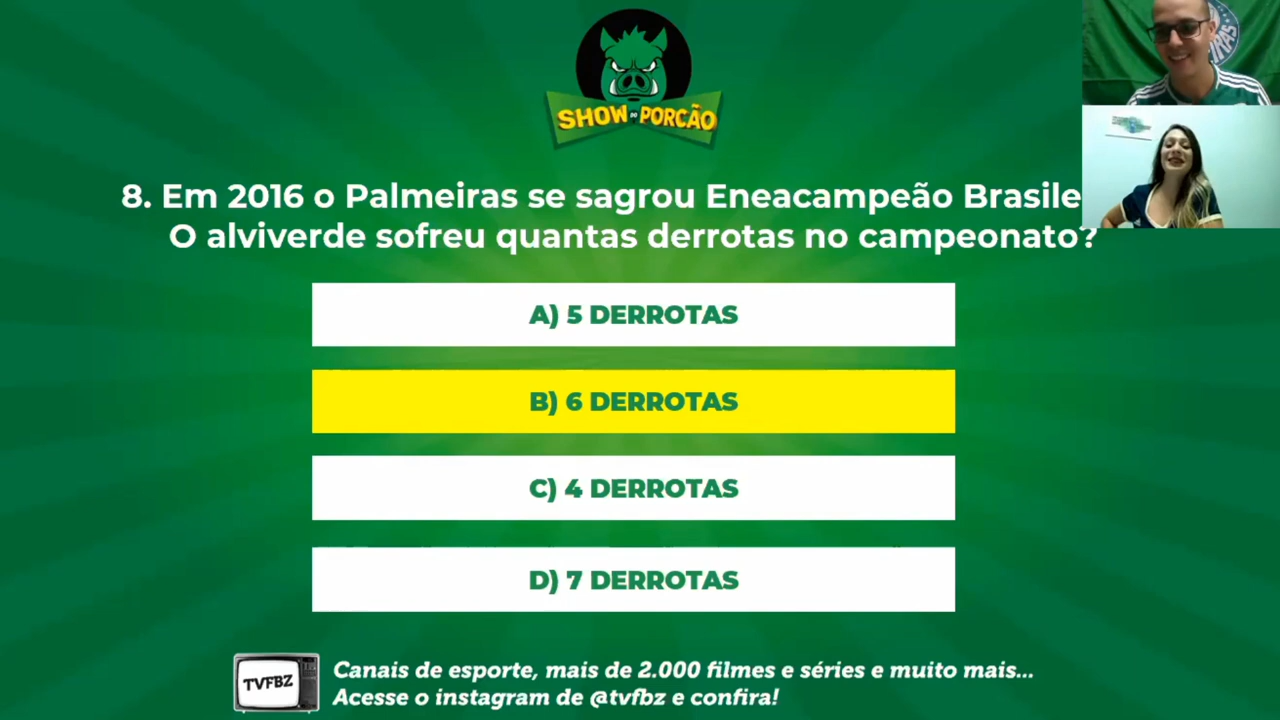 SHOW DO PORCÃO
8. Em 2016 o Palmeiras se sagrou Eneacampeão Brasile
O alviverde sofreu quantas derrotas no campeonato?
A) 5 DERROTAS
B) 6 DERROTAS
C) 4 DERROTAS
D) 7 DERROTAS
TVFBZ
Canais de esporte, mais de 2.000 filmes e séries e muito mais...
Acesse o instagram de @tvfbz e confira!